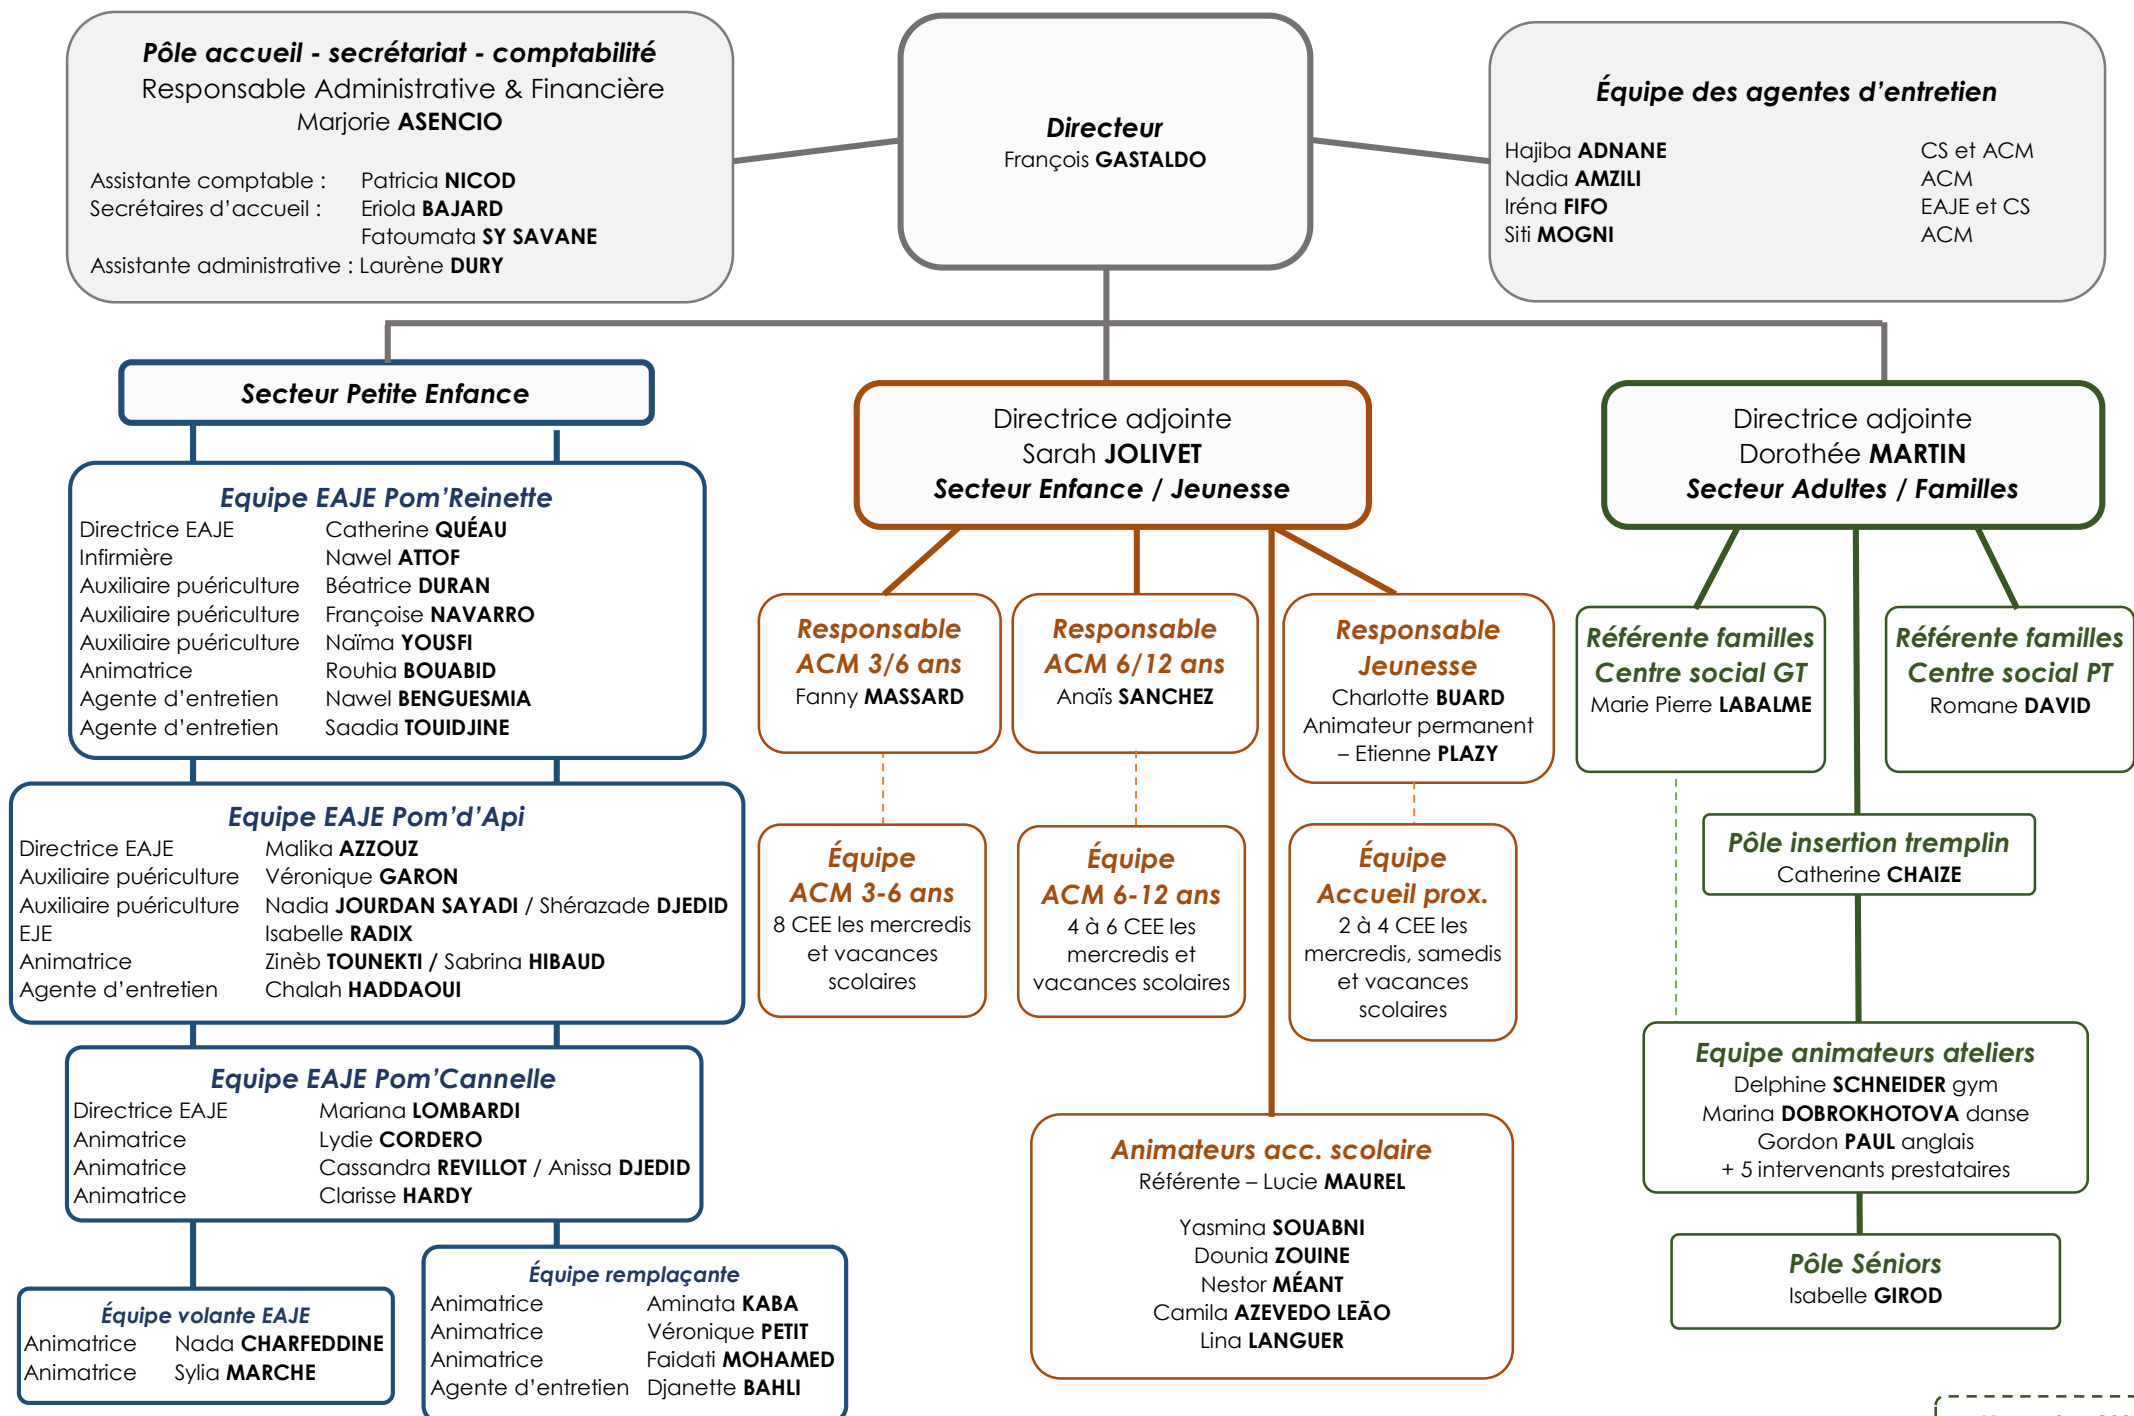 Pôle accueil - secrétariat - comptabilité
Responsable Administrative & Financière
Marjorie ASENCIO
Assistante comptable : Patricia NICOD
Secrétaires d'accueil : Eriola BAJARD
Fatoumata SY SAVANE
Assistante administrative : Laurène DURY
Directeur
François GASTALDO
Équipe des agentes d'entretien
Hajiba ADNANE CS et ACM
Nadia AMZILI ACM
Iréna FIFO EAJE et CS
Siti MOGNI ACM
Secteur Petite Enfance
Equipe EAJE Pom'Reinette
Directrice EAJE Catherine QUÉAU
Infirmière Nawel ATTOF
Auxiliaire puériculture Béatrice DURAN
Auxiliaire puériculture Françoise NAVARRO
Auxiliaire puériculture Naïma YOUSFI
Animatrice Rouhia BOUABID
Agente d'entretien Nawel BENGUESMIA
Agente d'entretien Saadia TOUIDJINE
Equipe EAJE Pom'd'Api
Directrice EAJE Malika AZZOUZ
Auxiliaire puériculture Véronique GARON
Auxiliaire puériculture Nadia JOURDAN SAYADI / Shérazade DJEDID
EJE Isabelle RADIX
Animatrice Zinèb TOUNEKTI / Sabrina HIBAUD
Agente d'entretien Chalah HADDAOUI
Equipe EAJE Pom'Cannelle
Directrice EAJE Mariana LOMBARDI
Animatrice Lydie CORDERO
Animatrice Cassandra REVILLOT / Anissa DJEDID
Animatrice Clarisse HARDY
Équipe volante EAJE
Animatrice Nada CHARFEDDINE
Animatrice Sylia MARCHE
Équipe remplaçante
Animatrice Aminata KABA
Animatrice Véronique PETIT
Animatrice Faidati MOHAMED
Agente d'entretien Djanette BAHLI
Directrice adjointe
Sarah JOLIVET
Secteur Enfance / Jeunesse
Responsable
ACM 3/6 ans
Fanny MASSARD
Responsable
ACM 6/12 ans
Anaïs SANCHEZ
Responsable
Jeunesse
Charlotte BUARD
Animateur permanent
– Etienne PLAZY
Équipe
ACM 3-6 ans
8 CEE les mercredis
et vacances
scolaires
Équipe
ACM 6-12 ans
4 à 6 CEE les
mercredis et
vacances scolaires
Équipe
Accueil prox.
2 à 4 CEE les
mercredis, samedis
et vacances
scolaires
Animateurs acc. scolaire
Référente – Lucie MAUREL
Yasmina SOUABNI
Dounia ZOUINE
Nestor MÉANT
Camila AZEVEDO LEÃO
Lina LANGUER
Directrice adjointe
Dorothée MARTIN
Secteur Adultes / Familles
Référente familles
Centre social GT
Marie Pierre LABALME
Référente familles
Centre social PT
Romane DAVID
Pôle insertion tremplin
Catherine CHAIZE
Equipe animateurs ateliers
Delphine SCHNEIDER gym
Marina DOBROKHOTOVA danse
Gordon PAUL anglais
+ 5 intervenants prestataires
Pôle Séniors
Isabelle GIROD